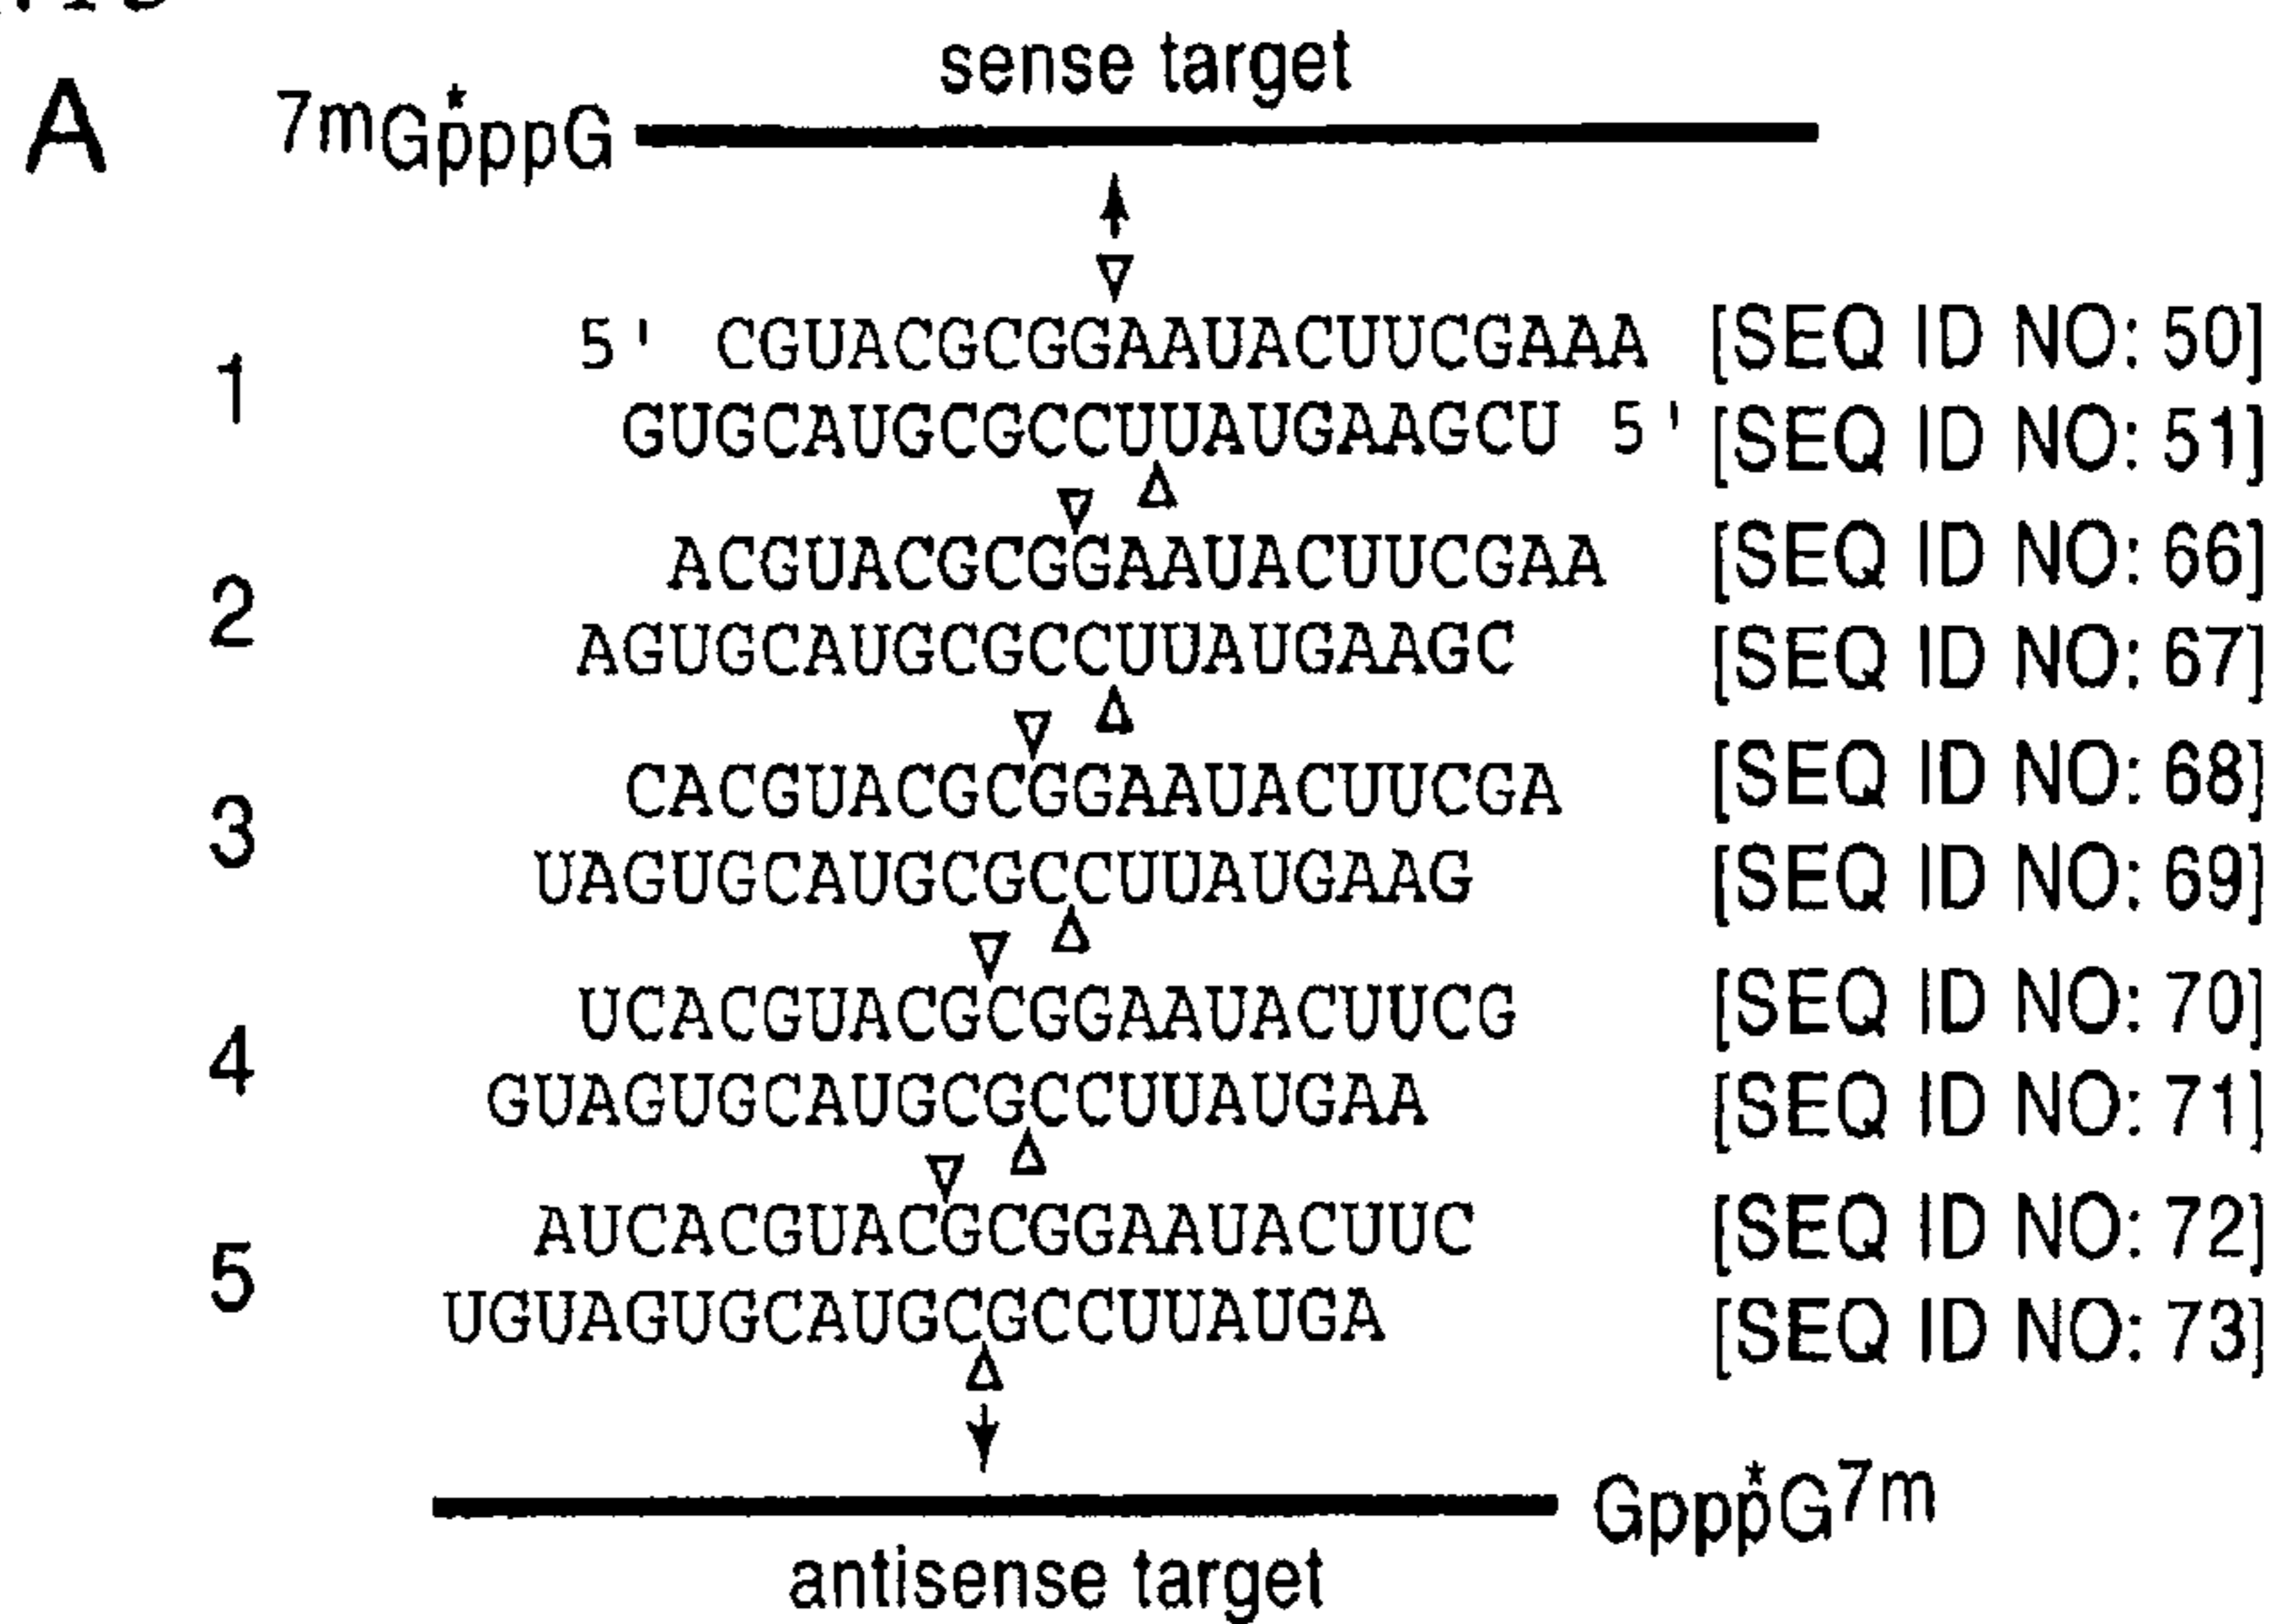 A
sense target
7mGpppG
5' CGUACGCGGAAUACUUCGAAA [SEQ ID NO: 50]
1
GUGCAUGCGCCUUAUGAAGCU 5' [SEQ ID NO: 51]
ACGUACGCGGAAUACUUCGAA [SEQ ID NO: 66]
2
AGUGCAUGCGCCUUAUGAAGC [SEQ ID NO: 67]
CACGUACGCGGAAUACUUCGA [SEQ ID NO: 68]
3
UAGUGCAUGCGCCUUAUGAAG [SEQ ID NO: 69]
UCACGUACGCGGAAUACUUCG [SEQ ID NO: 70]
4
GUAGUGCAUGCGCCUUAUGAA [SEQ ID NO: 71]
AUCACGUACGCGGAAUACUUC [SEQ ID NO: 72]
5
UGUAGUGCAUGCGCCUUAUGA [SEQ ID NO: 73]
GpppG7m
antisense target